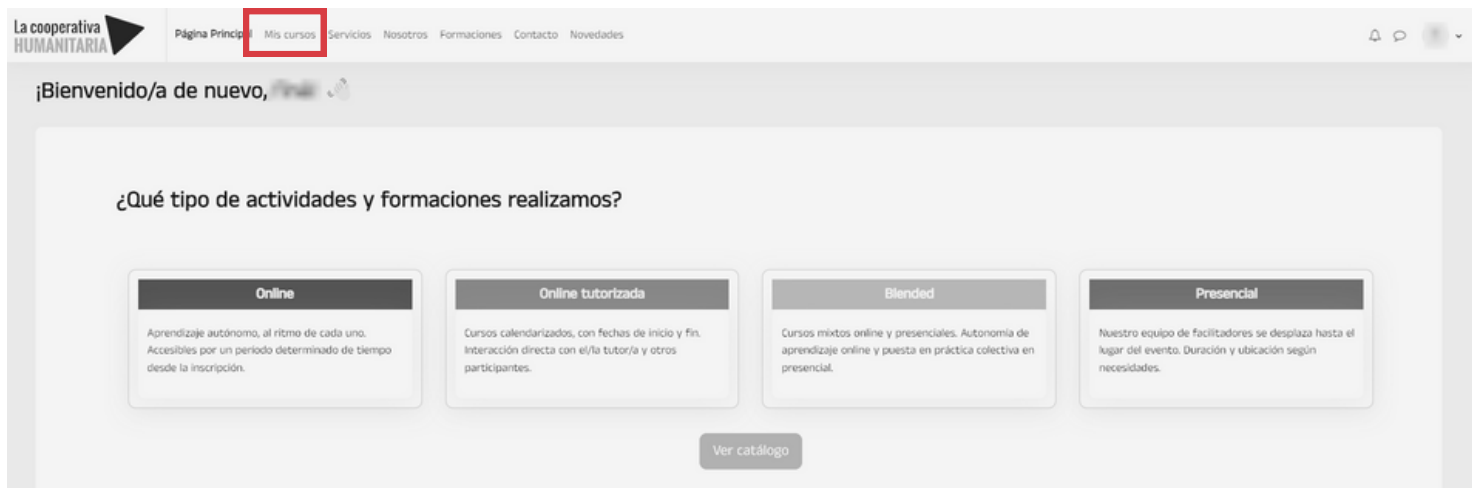 La cooperativa
HUMANITARIA
Página Principal Mis cursos Servicios Nosotros Formaciones Contacto Novedades
¡Bienvenido/a de nuevo,
¿Qué tipo de actividades y formaciones realizamos?
Online
Aprendizaje autónomo, al ritmo de cada uno.
Accesibles por un periodo determinado de tiempo
desde la inscripción.
Online tutorizada
Cursos calendarizados, con fechas de inicio y fin.
Interacción directa con el/la tutor/a y otros
participantes.
Blended
Cursos mixtos online y presenciales. Autonomía de
aprendizaje online y puesta en práctica colectiva en
presencial.
Presencial
Nuestro equipo de facilitadores se desplaza hasta el
lugar del evento. Duración y ubicación según
necesidades.
Ver catálogo